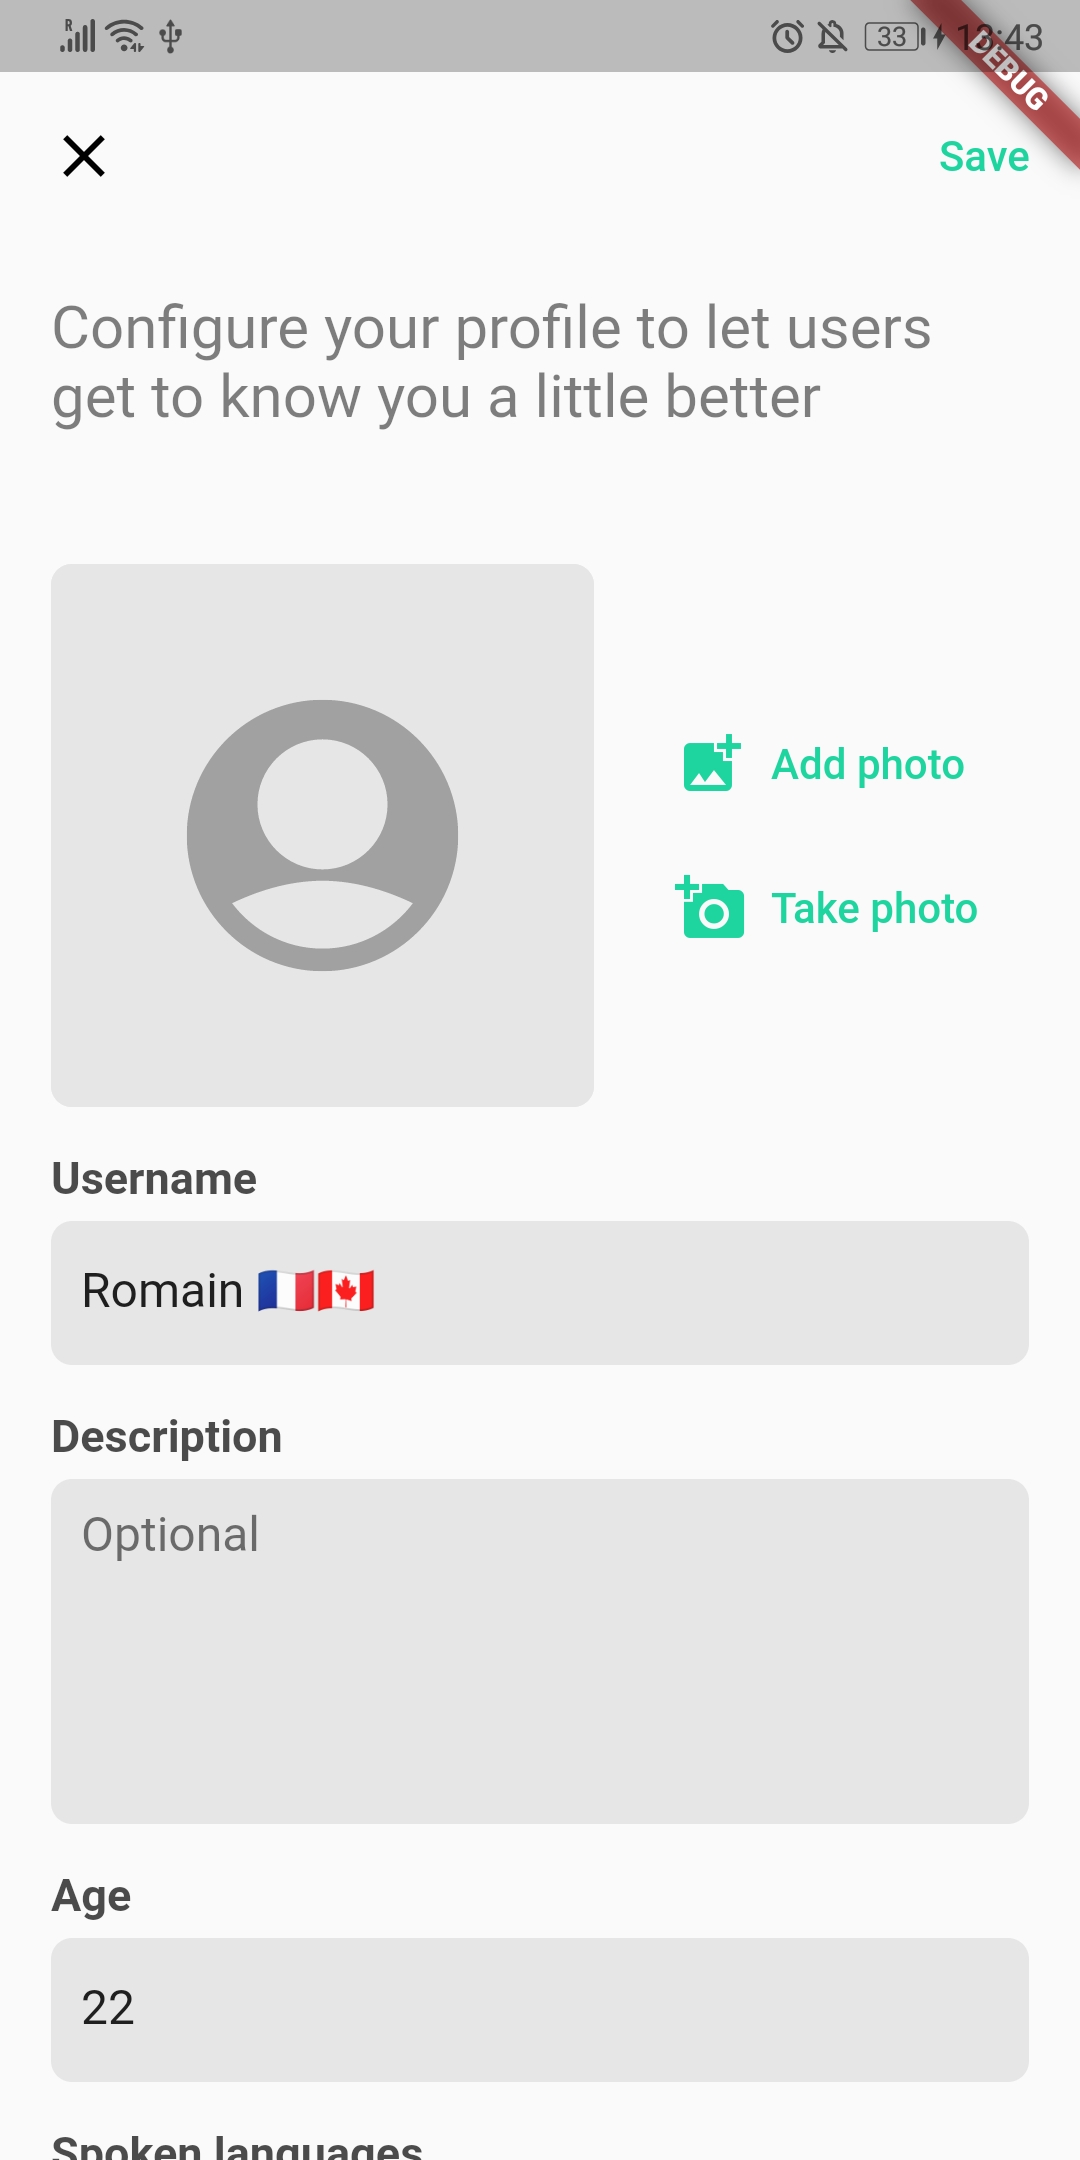 R
33
13:43
DEBUG
Save
Configure your profile to let users
get to know you a little better
Add photo
Take photo
Username
Romain 🇫🇷🇨🇦
Description
Optional
Age
22
Spoken languages